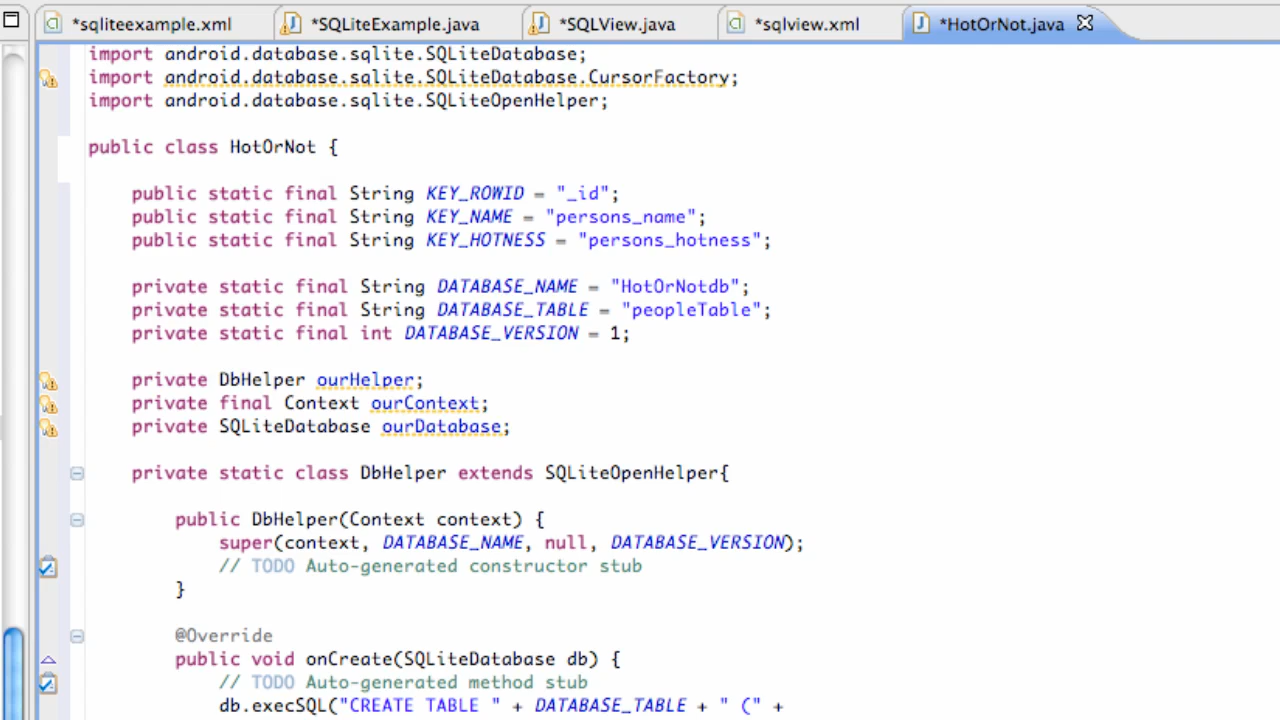 *sqliteexample.xml *SQLiteExample.java *SQLView.java *sqlview.xml *HotOrNot.java
import android.database.sqlite.SQLiteDatabase;
import android.database.sqlite.SQLiteDatabase.CursorFactory;
import android.database.sqlite.SQLiteOpenHelper;
public class HotOrNot {
public static final String KEY_ROWID = "_id";
public static final String KEY_NAME = "persons_name";
public static final String KEY_HOTNESS = "persons_hotness";
private static final String DATABASE_NAME = "HotOrNotdb";
private static final String DATABASE_TABLE = "peopleTable";
private static final int DATABASE_VERSION = 1;
private DbHelper ourHelper;
private final Context ourContext;
private SQLiteDatabase ourDatabase;
private static class DbHelper extends SQLiteOpenHelper{
public DbHelper(Context context) {
super(context, DATABASE_NAME, null, DATABASE_VERSION);
// TODO Auto-generated constructor stub
}
@Override
public void onCreate(SQLiteDatabase db) {
// TODO Auto-generated method stub
db.execSQL("CREATE TABLE " + DATABASE_TABLE + " (" +